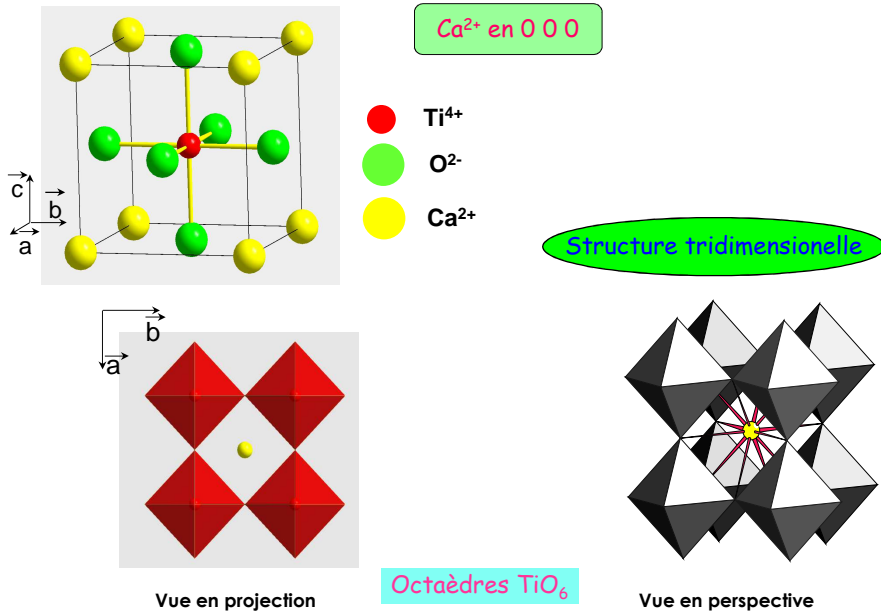 Ca²⁺ en 0 0 0
Ti⁴⁺
O²⁻
Ca²⁺
c
b
a
Structure tridimensionelle
b
a
Octaèdres TiO₆
Vue en projection
Vue en perspective